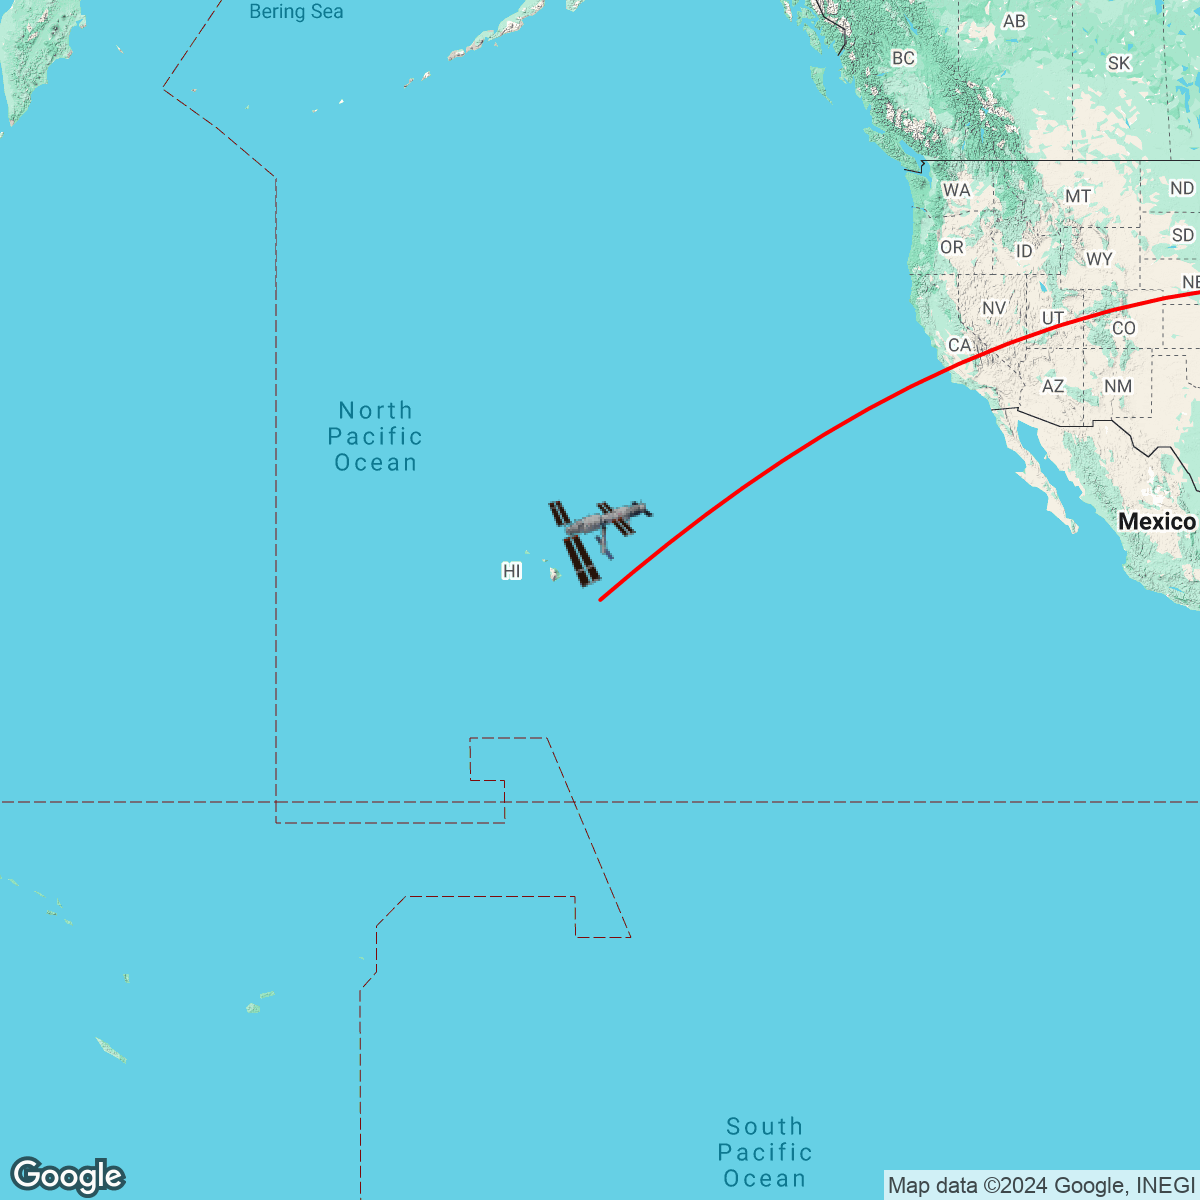 Bering Sea
AB
BC
SK
WA
MT
ND
OR
ID
SD
WY
NE
NV
UT
CO
CA
AZ
NM
North
Pacific
Ocean
Mexico
HI
South
Pacific
Ocean
Google
Map data ©2024 Google, INEGI